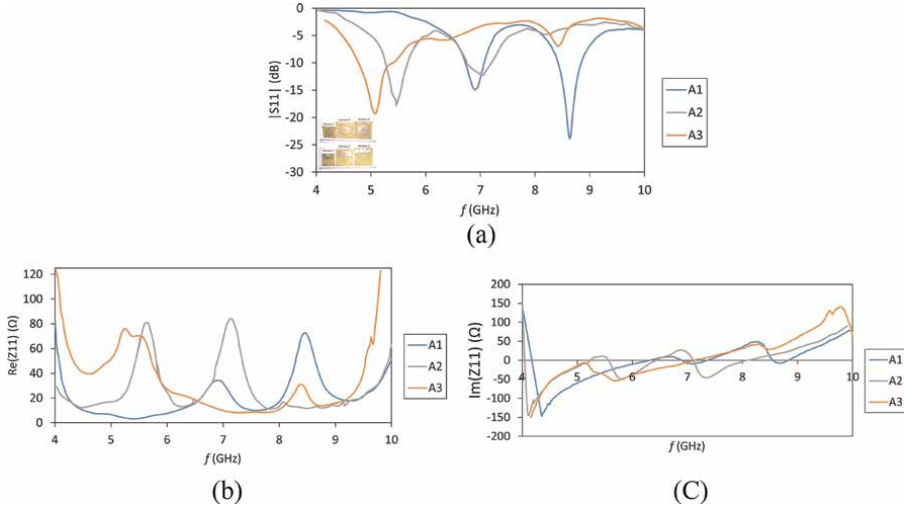 0
-5
-10
-15
-20
-25
-30
|S11| (dB)
4 5 6 7 8 9 10
f (GHz)
A1
A2
A3
(a)
120
100
80
60
40
20
0
Re(Z11) (Ω)
4 5 6 7 8 9 10
f (GHz)
A1
A2
A3
(b)
200
150
100
50
0
-50
-100
-150
-200
Im(Z11) (Ω)
4 5 6 7 8 9 10
f (GHz)
A1
A2
A3
(C)